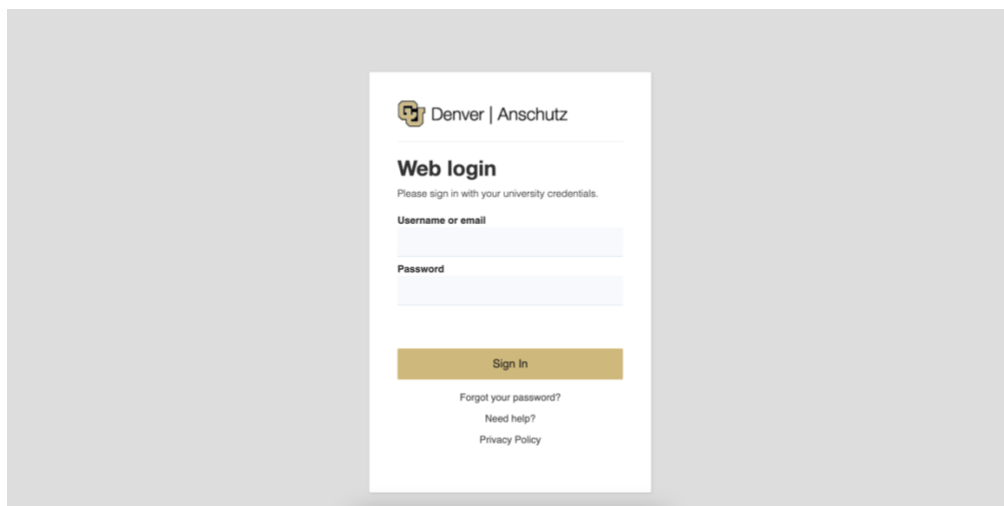 CU Denver | Anschutz
Web login
Please sign in with your university credentials.
Username or email
Password
Sign In
Forgot your password?
Need help?
Privacy Policy